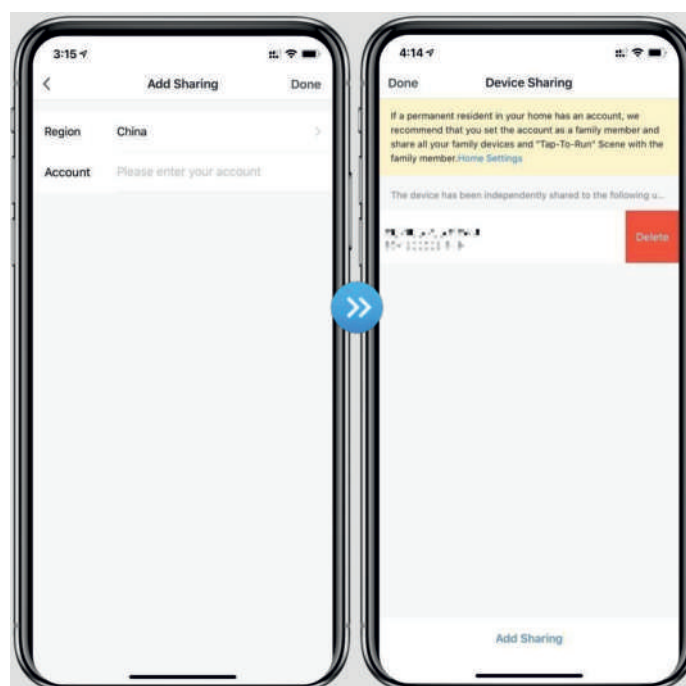 3:15
Add Sharing
Done
Region
China
Account
Please enter your account
4:14
Done
Device Sharing
If a permanent resident in your home has an account, we
recommend that you set the account as a family member and
share all your family devices and "Tap-To-Run" Scene with the
family member.Home Settings
The device has been independently shared to the following u...
Delete
Add Sharing